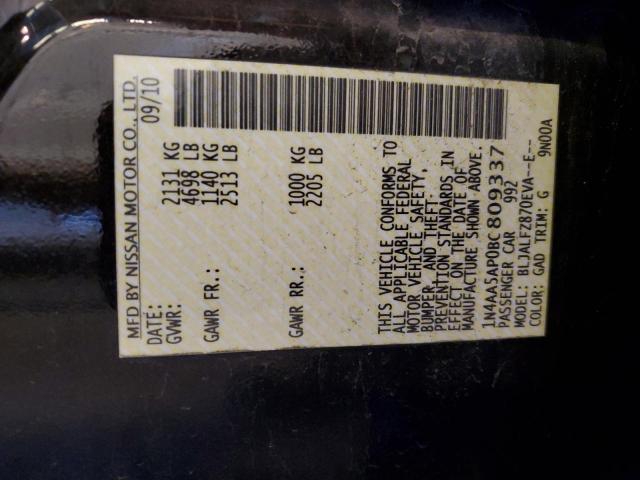 MFD BY NISSAN MOTOR CO., LTD.
DATE: 09/10
GVWR: 2131 KG
4698 LB
GAWR FR.: 1140 KG
2513 LB
GAWR RR.: 1000 KG
2205 LB
THIS VEHICLE CONFORMS TO
ALL APPLICABLE FEDERAL
MOTOR VEHICLE SAFETY,
BUMPER, AND THEFT
PREVENTION STANDARDS IN
EFFECT ON THE DATE OF
MANUFACTURE SHOWN ABOVE.
1N4AA5AP0BC809337
PASSENGER CAR 992
MODEL: BLJALFZ870EVA--E--
COLOR: GAD TRIM: G 9N00A